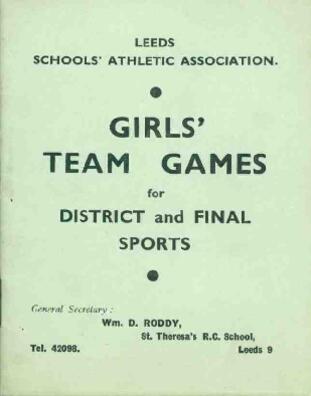 LEEDS
SCHOOLS' ATHLETIC ASSOCIATION.
GIRLS'
TEAM GAMES
for
DISTRICT and FINAL
SPORTS
General Secretary :
Wm. D. RODDY,
St. Theresa's R.C. School,
Tel. 42098. Leeds 9